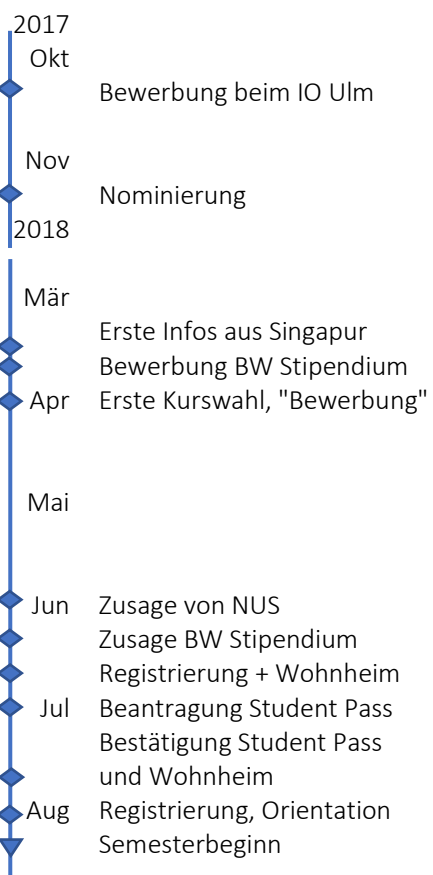 2017
Okt
Bewerbung beim IO Ulm
Nov
Nominierung
2018
Mär
Erste Infos aus Singapur
Bewerbung BW Stipendium
Apr Erste Kurswahl, "Bewerbung"
Mai
Jun Zusage von NUS
Zusage BW Stipendium
Registrierung + Wohnheim
Jul Beantragung Student Pass
Bestätigung Student Pass
und Wohnheim
Aug Registrierung, Orientation
Semesterbeginn